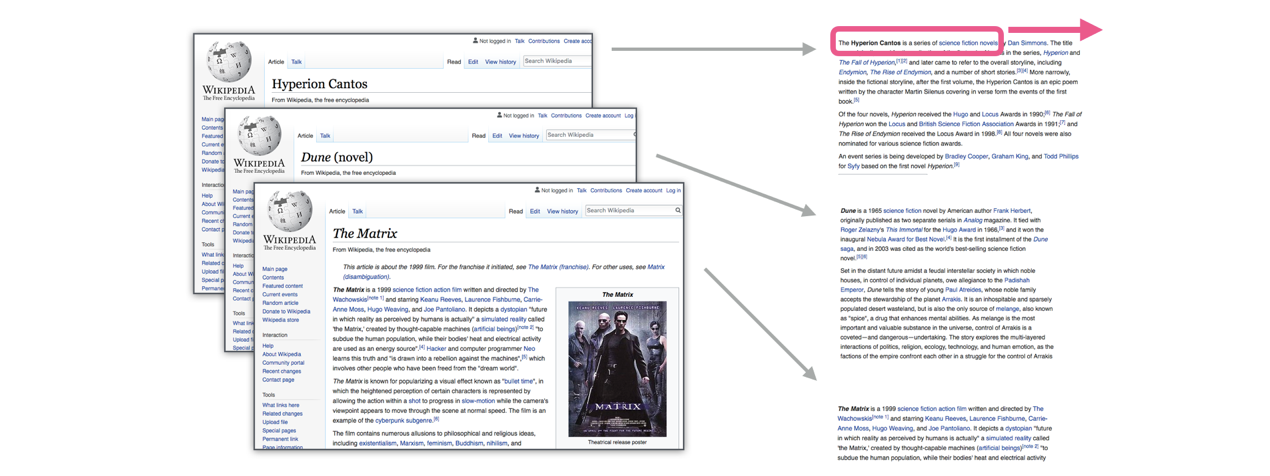 Not logged in Talk Contributions Create acco
Article Talk
Read Edit View history
Search Wikipedia
WIKIPEDIA
The Free Encyclopedia
Hyperion Cantos
From Wikipedia, the free encyclopedia
Main pag
Contents
Featured
Current e
Random
Donate to
Wikipedia
Interactio
Help
About W
Commun
Recent c
Contact
Tools
What link
Related c
Upload fi
Special p
Permane
Not logged in Talk Contributions Create account Log i
Article Talk
Read Edit View history
Search Wikipedia
WIKIPEDIA
The Free Encyclopedia
Dune (novel)
From Wikipedia, the free encyclopedia
Main pag
Contents
Featured
Current e
Random a
Donate to
Wikipedia
Interactio
Help
About Wi
Communi
Recent ch
Contact p
Tools
What link
Related c
Upload file
Special p
Not logged in Talk Contributions Create account Log in
Article Talk
Read Edit View history
Search Wikipedia
WIKIPEDIA
The Free Encyclopedia
The Matrix
From Wikipedia, the free encyclopedia
Main page
Contents
Featured content
Current events
Random article
Donate to Wikipedia
Wikipedia store
Interaction
Help
About Wikipedia
Community portal
Recent changes
Contact page
Tools
What links here
Related changes
Upload file
Special pages
Permanent link
Page information
This article is about the 1999 film. For the franchise it initiated, see The Matrix (franchise). For other uses, see Matrix
(disambiguation).
The Matrix is a 1999 science fiction action film written and directed by The
Wachowskis[note 1] and starring Keanu Reeves, Laurence Fishburne, Carrie-
Anne Moss, Hugo Weaving, and Joe Pantoliano. It depicts a dystopian "future
in which reality as perceived by humans is actually" a simulated reality called
'the Matrix,' created by thought-capable machines (artificial beings)[note 2] "to
subdue the human population, while their bodies' heat and electrical activity
are used as an energy source".[4] Hacker and computer programmer Neo
learns this truth and "is drawn into a rebellion against the machines",[5] which
involves other people who have been freed from the "dream world".
The Matrix is known for popularizing a visual effect known as "bullet time", in
which the heightened perception of certain characters is represented by
allowing the action within a shot to progress in slow-motion while the camera's
viewpoint appears to move through the scene at normal speed. The film is an
example of the cyberpunk subgenre.[6]
The film contains numerous allusions to philosophical and religious ideas,
including existentialism, Marxism, feminism, Buddhism, nihilism, and
The Matrix
MATRIX
Theatrical release poster
The Hyperion Cantos is a series of science fiction novels by Dan Simmons. The title
in the series, Hyperion and
The Fall of Hyperion,[1][2] and later came to refer to the overall storyline, including
Endymion, The Rise of Endymion, and a number of short stories.[3][4] More narrowly,
inside the fictional storyline, after the first volume, the Hyperion Cantos is an epic poem
written by the character Martin Silenus covering in verse form the events of the first
book.[5]
Of the four novels, Hyperion received the Hugo and Locus Awards in 1990;[6] The Fall of
Hyperion won the Locus and British Science Fiction Association Awards in 1991;[7] and
The Rise of Endymion received the Locus Award in 1998.[8] All four novels were also
nominated for various science fiction awards.
An event series is being developed by Bradley Cooper, Graham King, and Todd Phillips
for Syfy based on the first novel Hyperion.[9]
Dune is a 1965 science fiction novel by American author Frank Herbert,
originally published as two separate serials in Analog magazine. It tied with
Roger Zelazny's This Immortal for the Hugo Award in 1966,[3] and it won the
inaugural Nebula Award for Best Novel.[4] It is the first installment of the Dune
saga, and in 2003 was cited as the world's best-selling science fiction
novel.[5][6]
Set in the distant future amidst a feudal interstellar society in which noble
houses, in control of individual planets, owe allegiance to the Padishah
Emperor, Dune tells the story of young Paul Atreides, whose noble family
accepts the stewardship of the planet Arrakis. It is an inhospitable and sparsely
populated desert wasteland, but is also the only source of melange, also known
as "spice", a drug that enhances mental abilities. As melange is the most
important and valuable substance in the universe, control of Arrakis is a
coveted—and dangerous—undertaking. The story explores the multi-layered
interactions of politics, religion, ecology, technology, and human emotion, as the
factions of the empire confront each other in a struggle for the control of Arrakis
The Matrix is a 1999 science fiction action film written and directed by The
Wachowskis[note 1] and starring Keanu Reeves, Laurence Fishburne, Carrie-
Anne Moss, Hugo Weaving, and Joe Pantoliano. It depicts a dystopian "future
in which reality as perceived by humans is actually" a simulated reality called
'the Matrix,' created by thought-capable machines (artificial beings)[note 2] "to
subdue the human population, while their bodies' heat and electrical activity